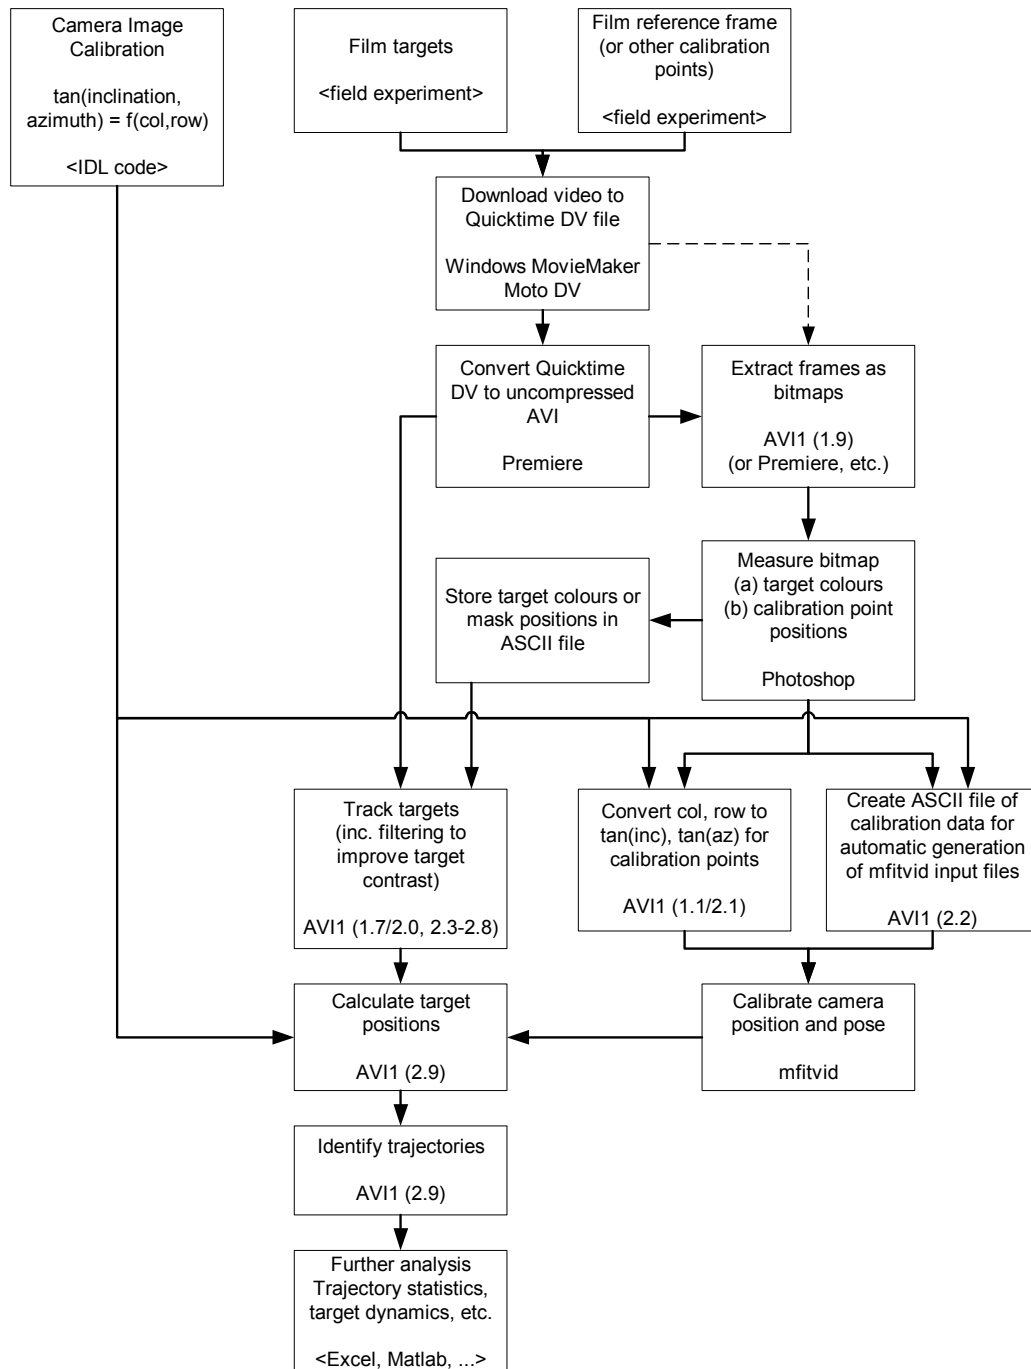 Camera Image
Calibration
tan(inclination,
azimuth) = f(col,row)
<IDL code>
Film targets
<field experiment>
Film reference frame
(or other calibration
points)
<field experiment>
Download video to
Quicktime DV file
Windows MovieMaker
Moto DV
Convert Quicktime
DV to uncompressed
AVI
Premiere
Extract frames as
bitmaps
AVI1 (1.9)
(or Premiere, etc.)
Measure bitmap
(a) target colours
(b) calibration point
positions
Photoshop
Store target colours or
mask positions in
ASCII file
Track targets
(inc. filtering to
improve target
contrast)
AVI1 (1.7/2.0, 2.3-2.8)
Convert col, row to
tan(inc), tan(az) for
calibration points
AVI1 (1.1/2.1)
Create ASCII file of
calibration data for
automatic generation
of mfitvid input files
AVI1 (2.2)
Calculate target
positions
AVI1 (2.9)
Calibrate camera
position and pose
mfitvid
Identify trajectories
AVI1 (2.9)
Further analysis
Trajectory statistics,
target dynamics, etc.
<Excel, Matlab, ...>